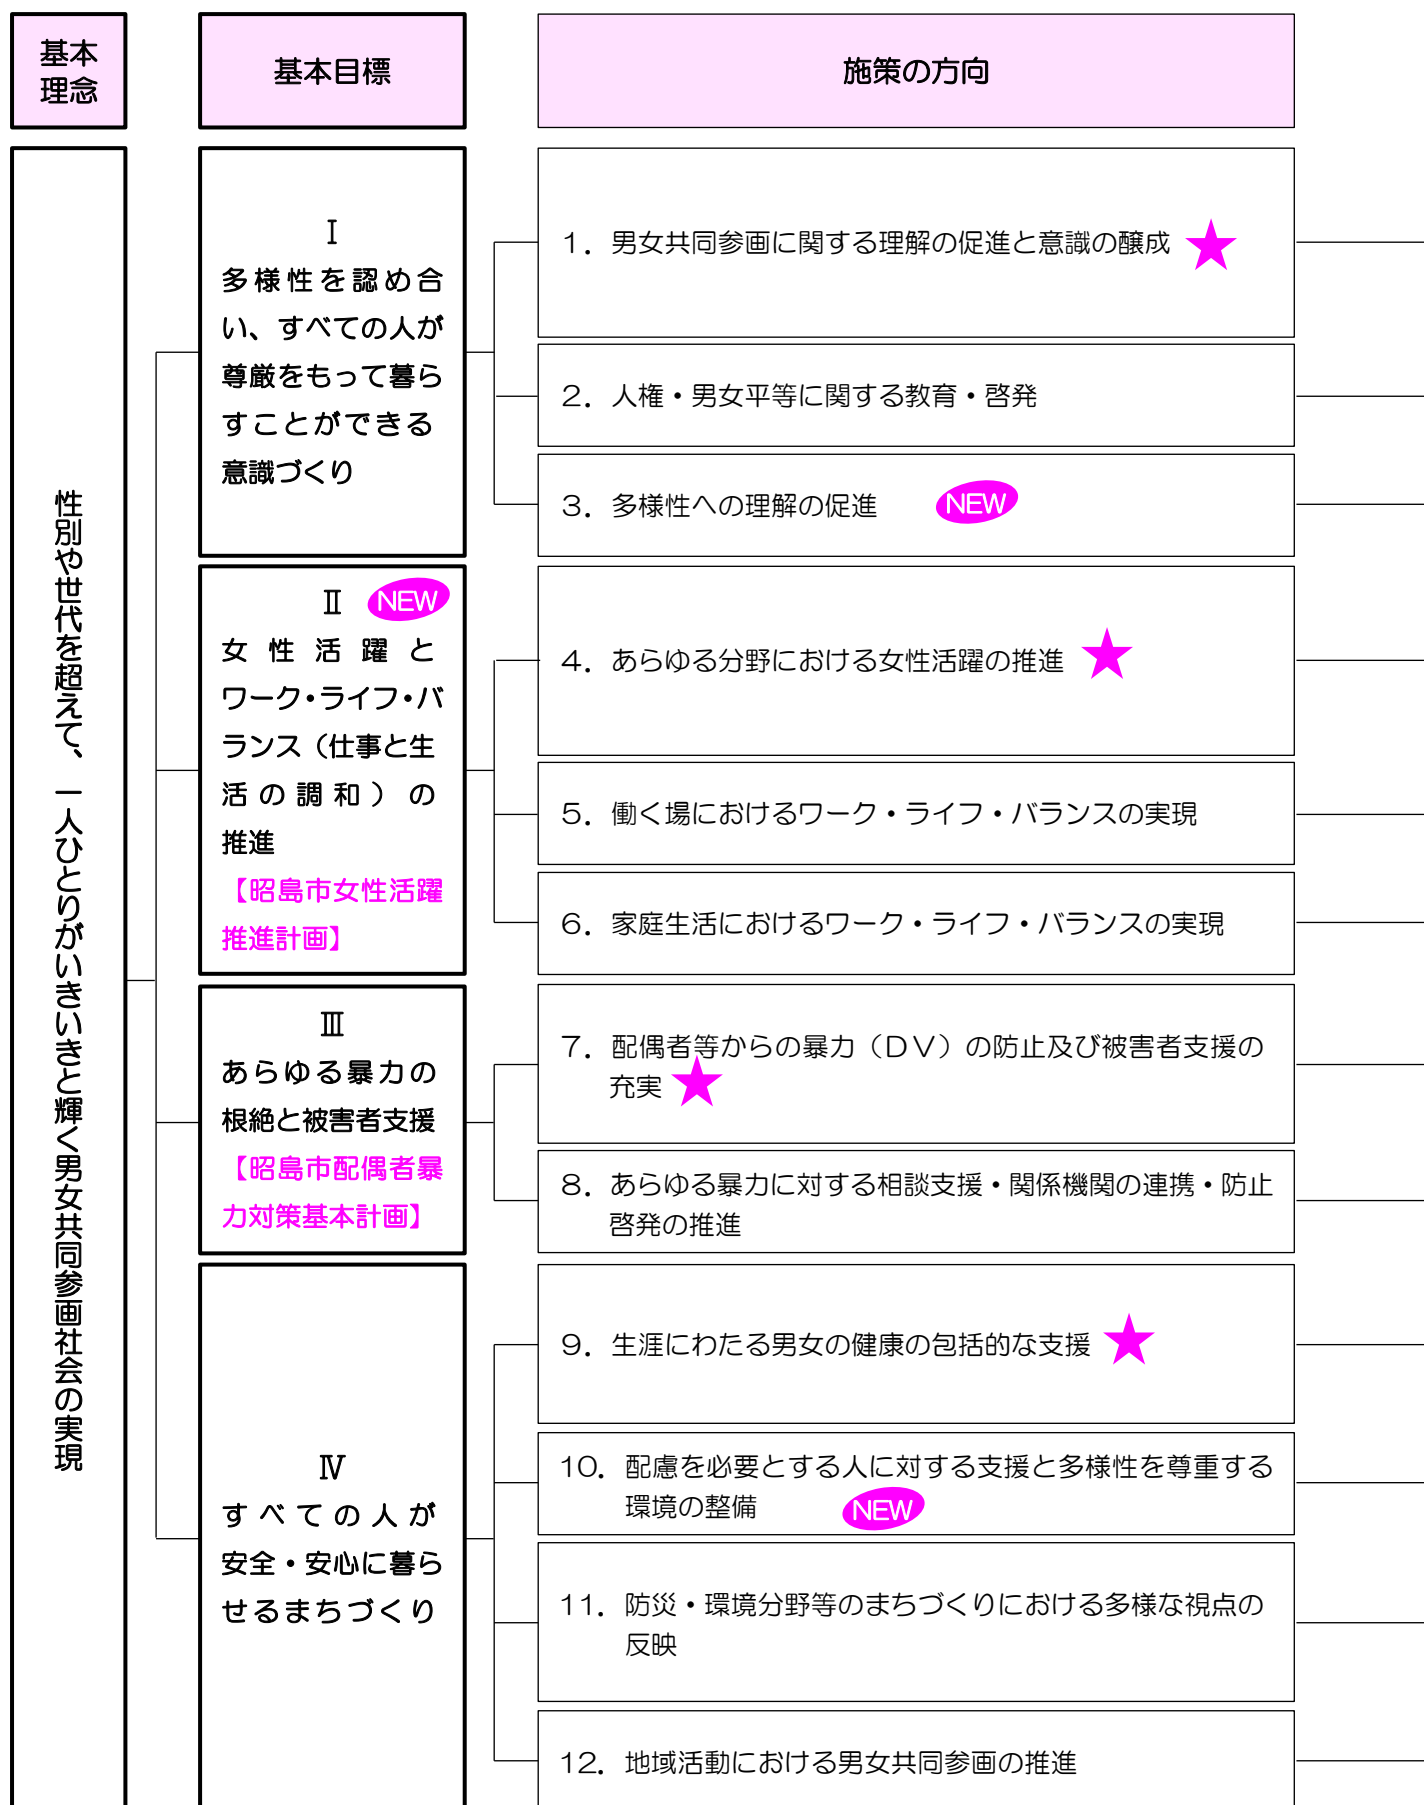 基本
理念
基本目標
施策の方向
性別や世代を超えて、一人ひとりがいきいきと輝く男女共同参画社会の実現
Ⅰ
多様性を認め合
い、すべての人が
尊厳をもって暮ら
すことができる
意識づくり
1．男女共同参画に関する理解の促進と意識の醸成
2．人権・男女平等に関する教育・啓発
3．多様性への理解の促進 NEW
Ⅱ NEW
女性活躍と
ワーク・ライフ・バ
ランス（仕事と生
活の調和）の
推進
【昭島市女性活躍
推進計画】
4．あらゆる分野における女性活躍の推進
5．働く場におけるワーク・ライフ・バランスの実現
6．家庭生活におけるワーク・ライフ・バランスの実現
Ⅲ
あらゆる暴力の
根絶と被害者支援
【昭島市配偶者暴
力対策基本計画】
7．配偶者等からの暴力（ＤＶ）の防止及び被害者支援の
充実
8．あらゆる暴力に対する相談支援・関係機関の連携・防止
啓発の推進
Ⅳ
すべての人が
安全・安心に暮ら
せるまちづくり
9．生涯にわたる男女の健康の包括的な支援
10．配慮を必要とする人に対する支援と多様性を尊重する
環境の整備 NEW
11．防災・環境分野等のまちづくりにおける多様な視点の
反映
12．地域活動における男女共同参画の推進